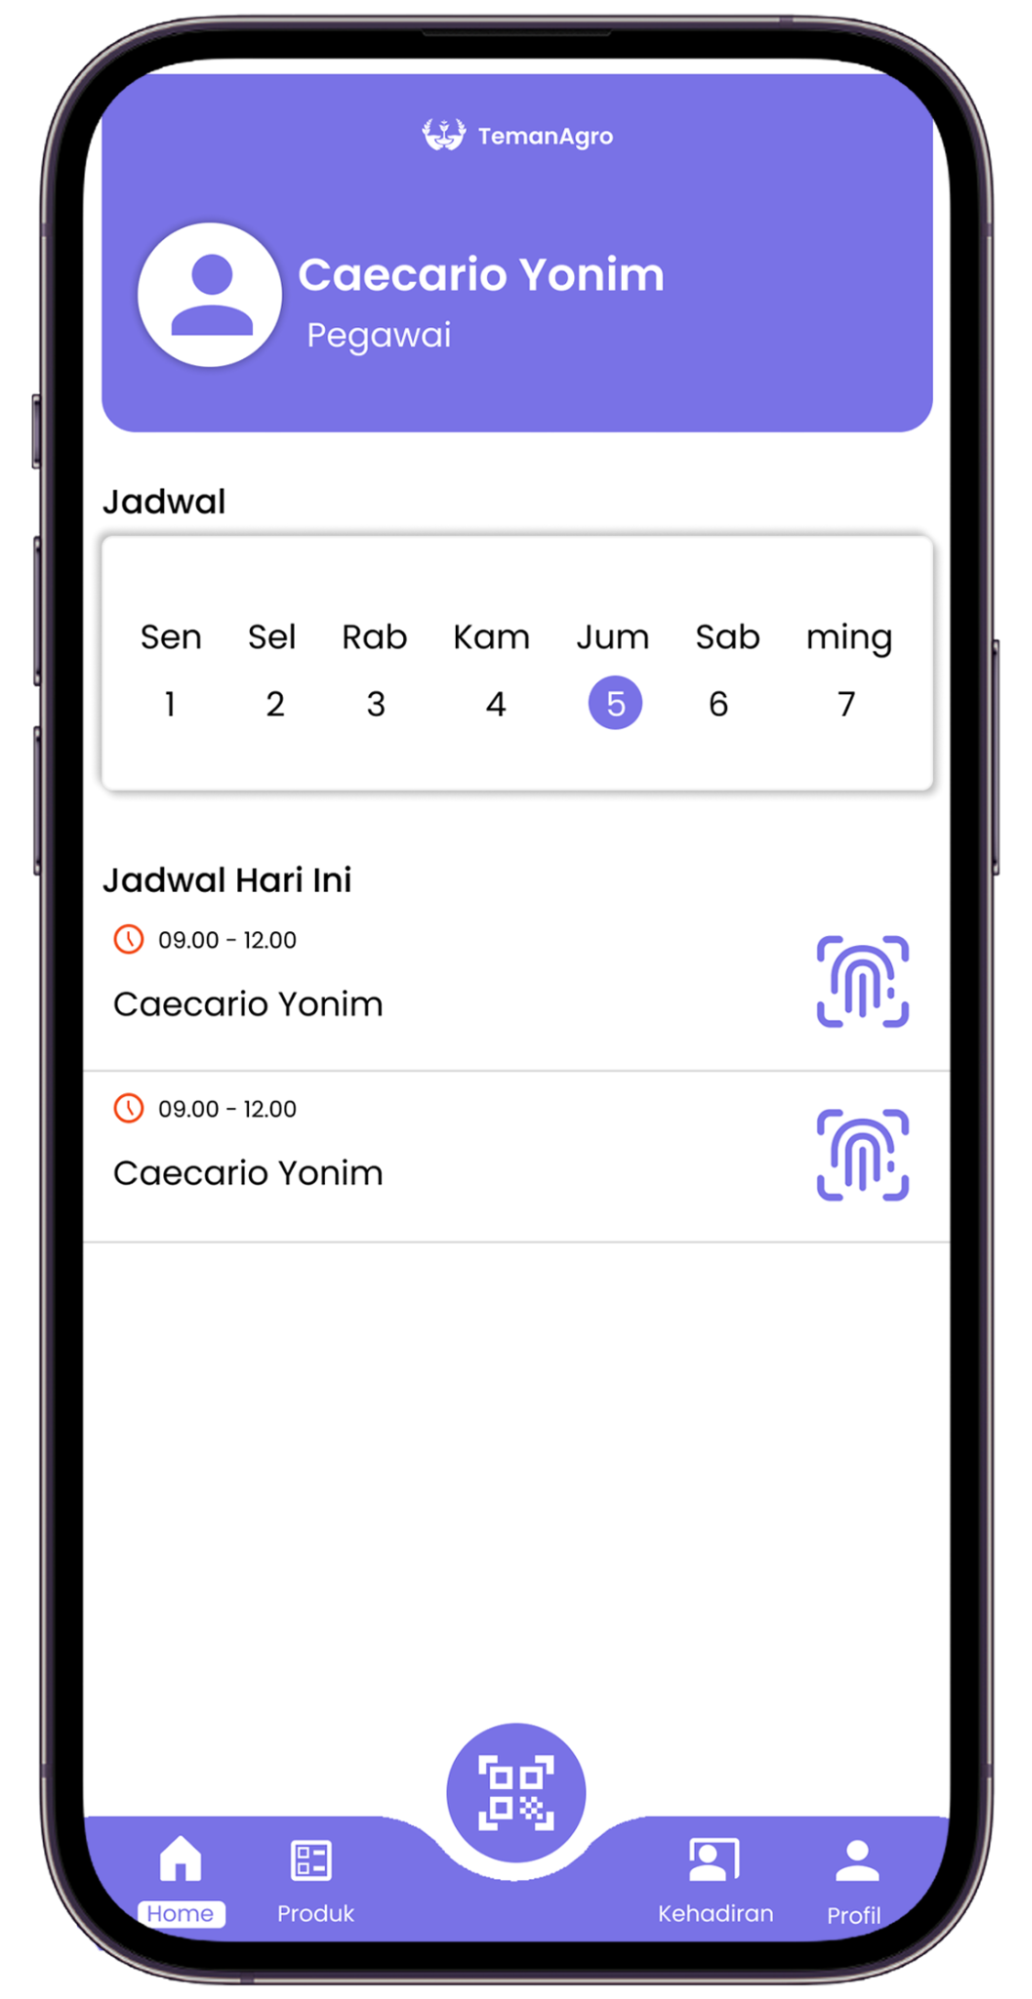 TemanAgro
Caecario Yonim
Pegawai
Jadwal
Sen Sel Rab Kam Jum Sab ming
1 2 3 4 5 6 7
Jadwal Hari Ini
09.00 - 12.00
Caecario Yonim
09.00 - 12.00
Caecario Yonim
Home Produk Kehadiran Profil